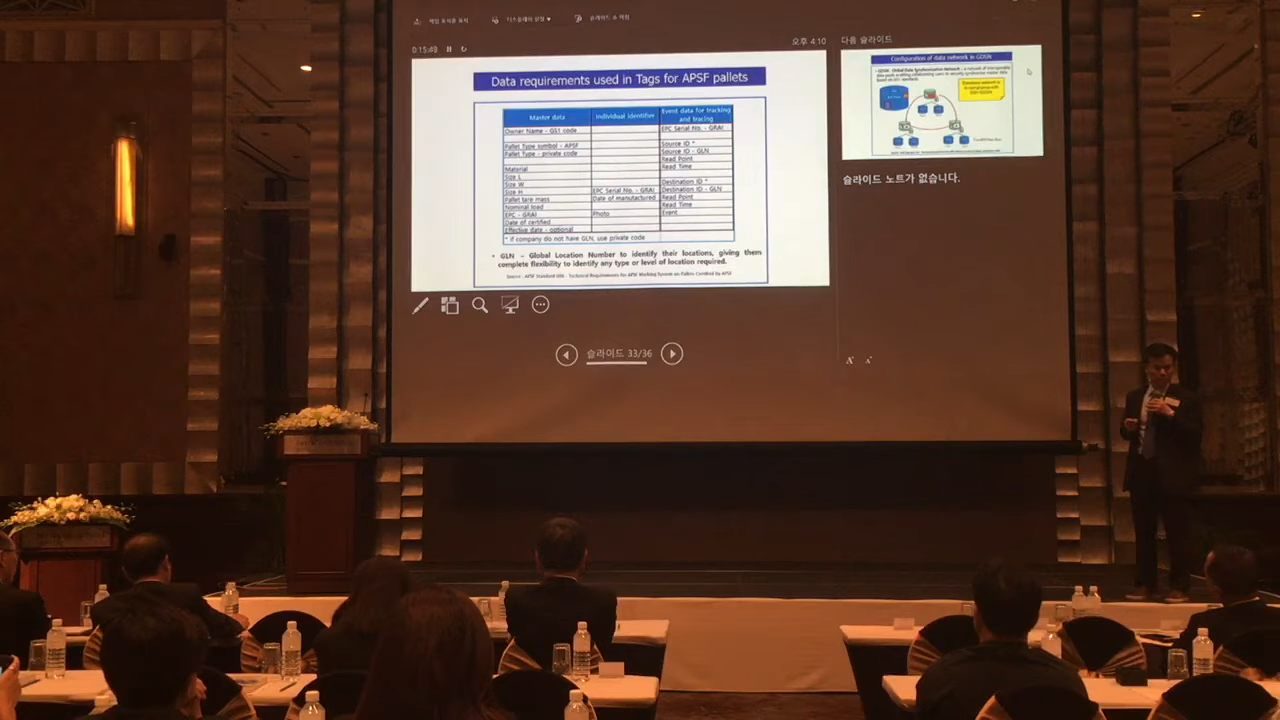 0:15:49
오후 4:10
다음 슬라이드
Data requirements used in Tags for APSF pallets
Master data
Individual identifier
Event data for tracking
and tracing
Owner Name - GS1 code
EPC Serial No. - GRAI
Pallet Type symbol - APSF
Source ID *
Pallet Type - private code
Source ID - GLN
Read Point
Material
Read Time
Size L
Size W
Destination ID *
Size H
EPC Serial No. - GRAI
Destination ID - GLN
Pallet tare mass
Date of manufactured
Read Point
Nominal load
Read Time
EPC - GRAI
Photo
Event
Date of certified
Effective date - optional
* if company do not have GLN, use private code
• GLN – Global Location Number to identify their locations, giving them
complete flexibility to identify any type or level of location required.
Configuration of data network in GDSN
슬라이드 노트가 없습니다.
슬라이드 33/36